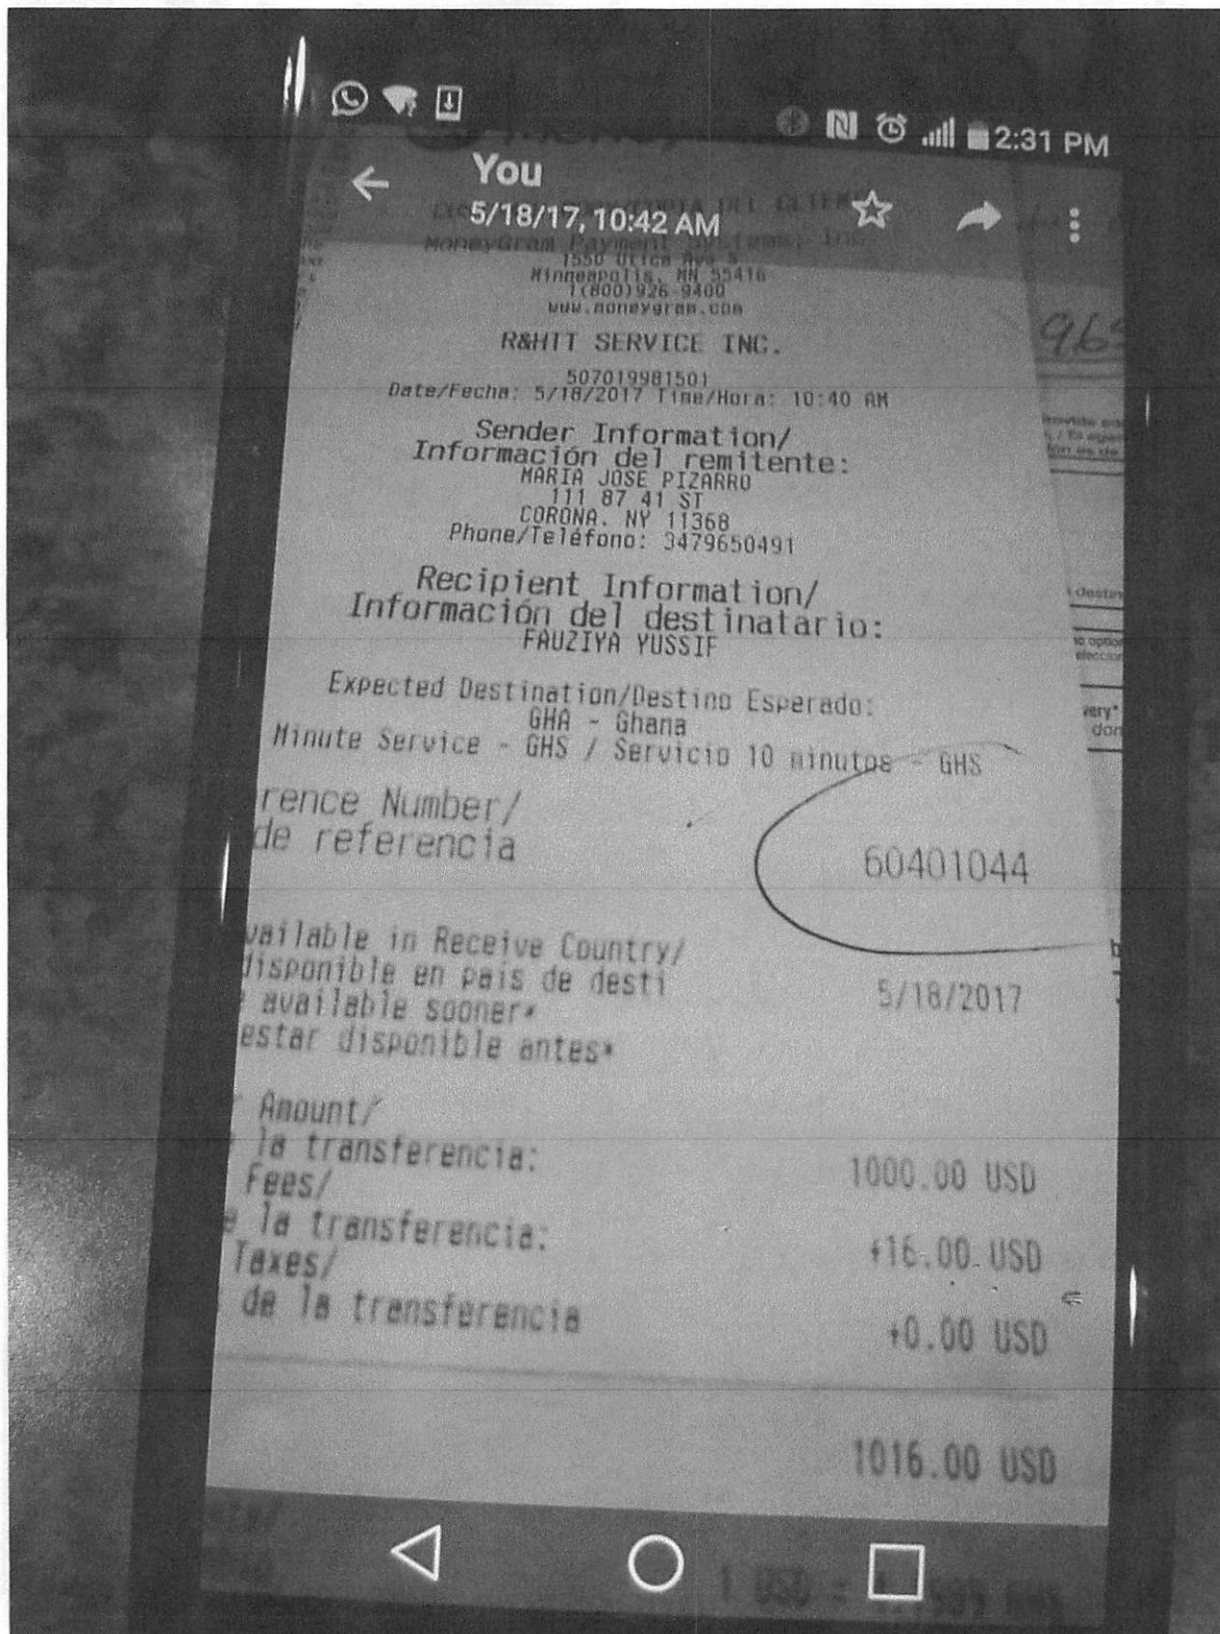 2:31 PM
You
5/18/17, 10:42 AM
MoneyGram Payment Systems, Inc
1550 Utica Ave S
Minneapolis, MN 55416
1(800)926-9400
www.moneygram.com
R&HTT SERVICE INC.
507019981501
Date/Fecha: 5/18/2017 Time/Hora: 10:40 AM
Sender Information/
Información del remitente:
MARIA JOSE PIZARRO
111 87 41 ST
CORONA. NY 11368
Phone/Teléfono: 3479650491
Recipient Information/
Información del destinatario:
FAUZIYA YUSSIF
Expected Destination/Destino Esperado:
GHA - Ghana
Minute Service - GHS / Servicio 10 minutos - GHS
rence Number/
de referencia 60401044
vailable in Receive Country/
disponible en país de desti 5/18/2017
available sooner*
estar disponible antes*
Amount/
la transferencia: 1000.00 USD
Fees/
e la transferencia: +16.00 USD
Taxes/
de la transferencia +0.00 USD
1016.00 USD